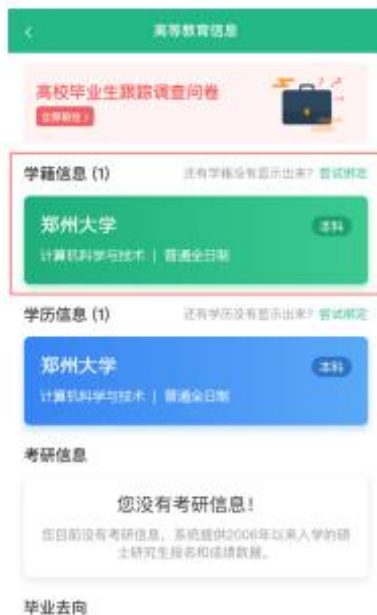 高等教育信息
高校毕业生跟踪调查问卷
立即前往 >
学籍信息 (1) 还有学籍没有显示出来？尝试绑定
郑州大学 本科
计算机科学与技术 | 普通全日制
学历信息 (1) 还有学历没有显示出来？尝试绑定
郑州大学 本科
计算机科学与技术 | 普通全日制
考研信息
您没有考研信息！
您目前没有考研信息，系统提供2006年以来入学的硕
士研究生报名和成绩数据。
毕业去向